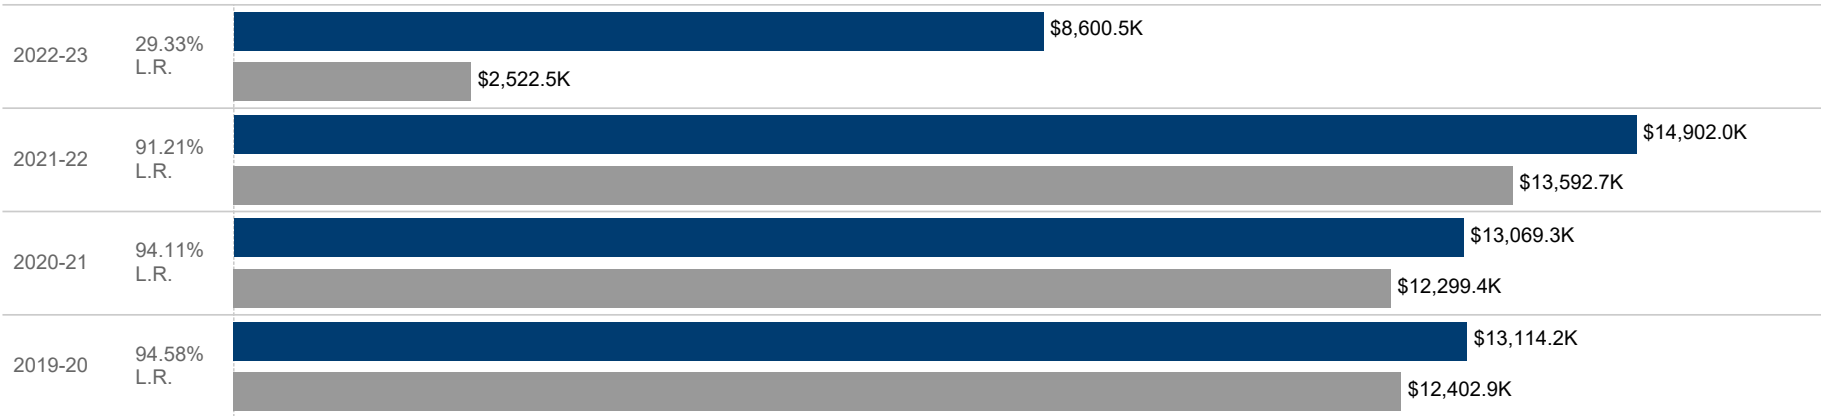 $8,600.5K
2022-23
29.33%
L.R.
$2,522.5K
$14,902.0K
2021-22
91.21%
L.R.
$13,592.7K
$13,069.3K
2020-21
94.11%
L.R.
$12,299.4K
$13,114.2K
2019-20
94.58%
L.R.
$12,402.9K